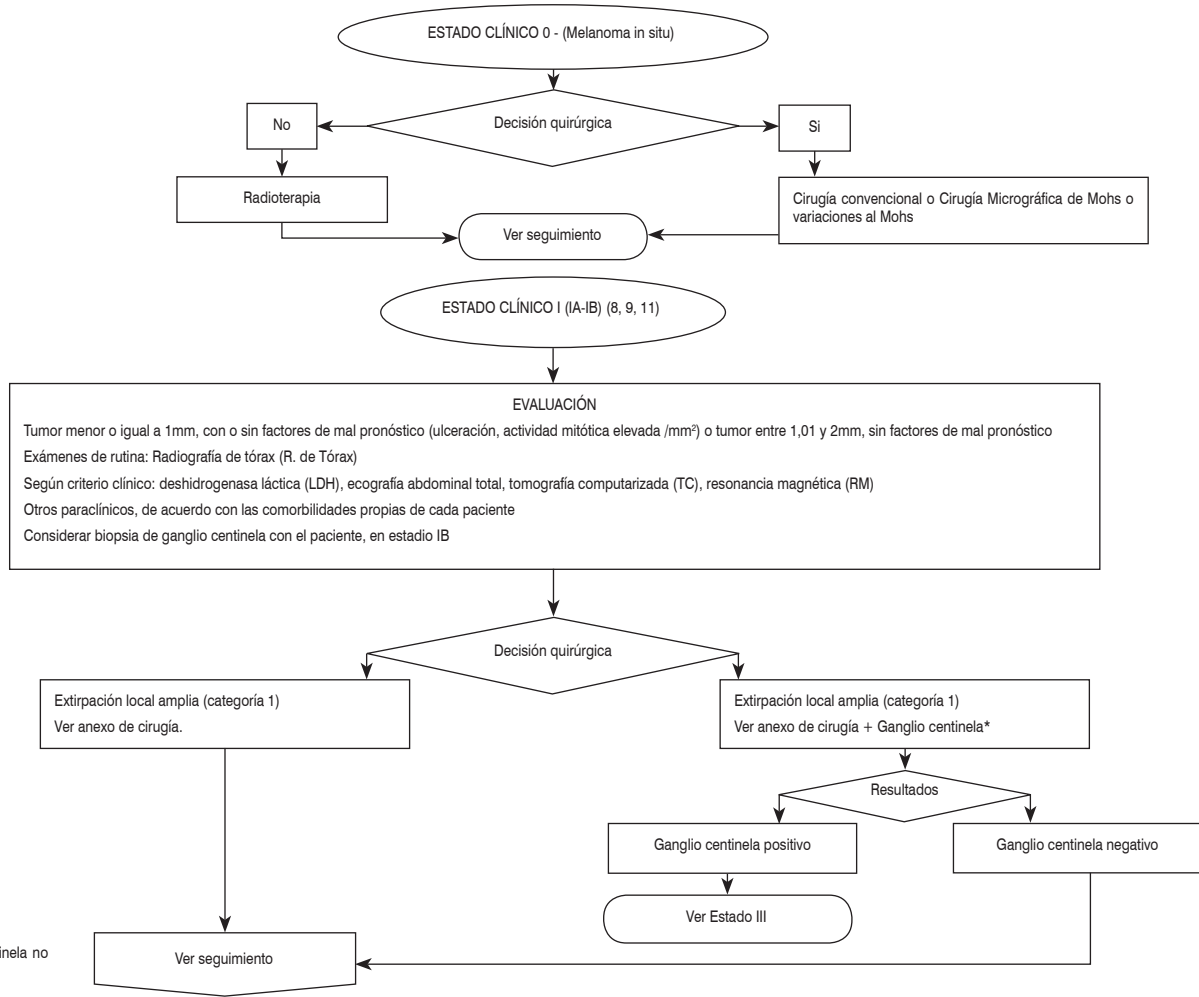 ESTADO CLÍNICO 0 - (Melanoma in situ)
Decisión quirúrgica
No
Si
Radioterapia
Cirugía convencional o Cirugía Micrográfica de Mohs o
variaciones al Mohs
Ver seguimiento
ESTADO CLÍNICO I (IA-IB) (8, 9, 11)
EVALUACIÓN
Tumor menor o igual a 1mm, con o sin factores de mal pronóstico (ulceración, actividad mitótica elevada /mm²) o tumor entre 1,01 y 2mm, sin factores de mal pronóstico
Exámenes de rutina: Radiografía de tórax (R. de Tórax)
Según criterio clínico: deshidrogenasa láctica (LDH), ecografía abdominal total, tomografía computarizada (TC), resonancia magnética (RM)
Otros paraclínicos, de acuerdo con las comorbilidades propias de cada paciente
Considerar biopsia de ganglio centinela con el paciente, en estadio IB
Decisión quirúrgica
Extirpación local amplia (categoría 1)
Ver anexo de cirugía.
Extirpación local amplia (categoría 1)
Ver anexo de cirugía + Ganglio centinela*
Resultados
Ganglio centinela positivo
Ganglio centinela negativo
Ver Estado III
inela no
Ver seguimiento